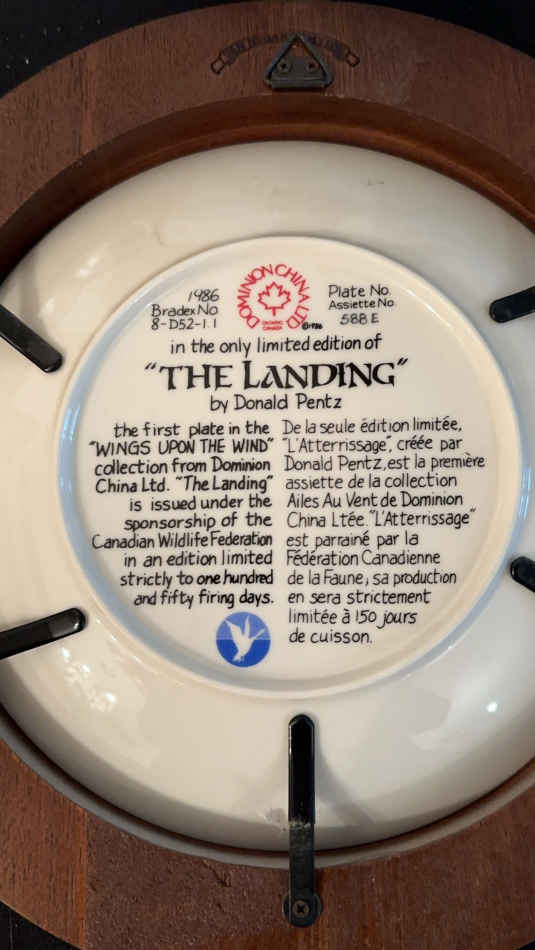 1986
Bradex No
8-D52-1.1
DOMINION CHINA LTD
ONTARIO
CANADA
©1986
Plate No.
Assiette No.
588 E
in the only limited edition of
"THE LANDING"
by Donald Pentz
the first plate in the
"WINGS UPON THE WIND"
collection from Dominion
China Ltd. "The Landing"
is issued under the
sponsorship of the
Canadian Wildlife Federation
in an edition limited
strictly to one hundred
and fifty firing days.
De la seule édition limitée,
"L'Atterrissage", créée par
Donald Pentz, est la première
assiette de la collection
Ailes Au Vent de Dominion
China Ltée. "L'Atterrissage"
est parrainé par la
Fédération Canadienne
de la Faune; sa production
en sera strictement
limitée à 150 jours
de cuisson.